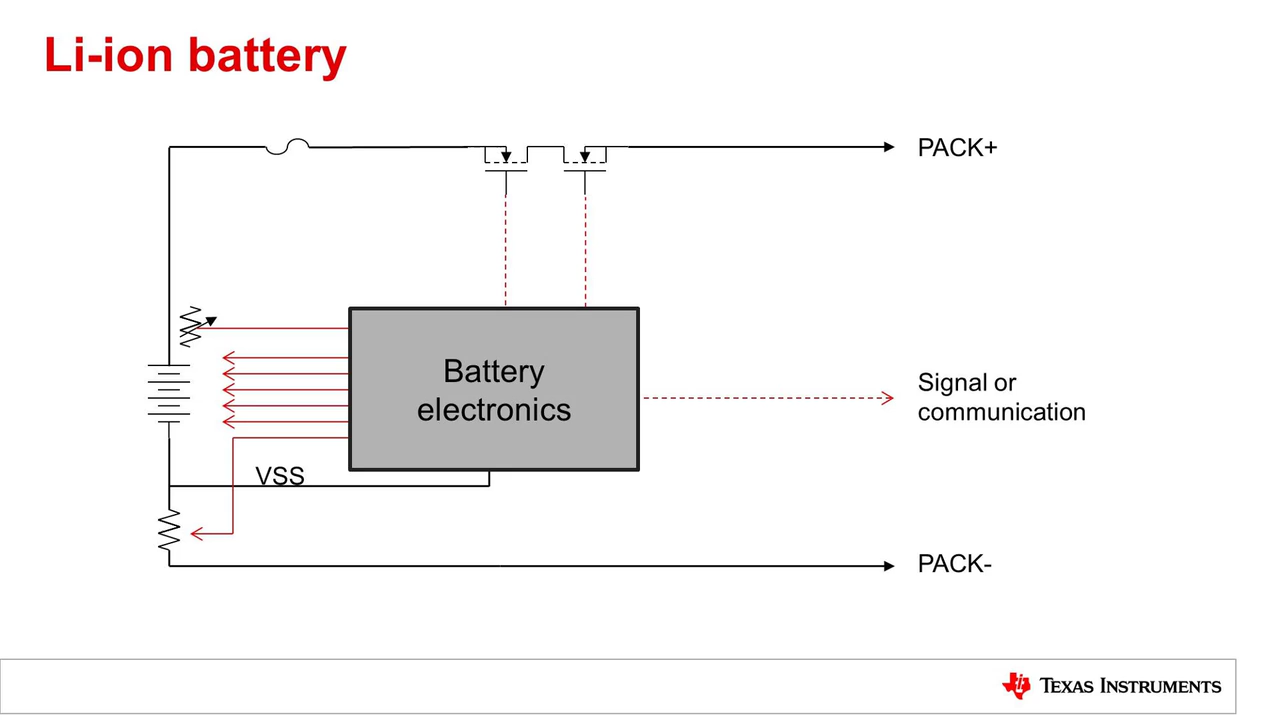 Li-ion battery
PACK+
Battery
electronics
Signal or
communication
VSS
PACK-
TEXAS INSTRUMENTS